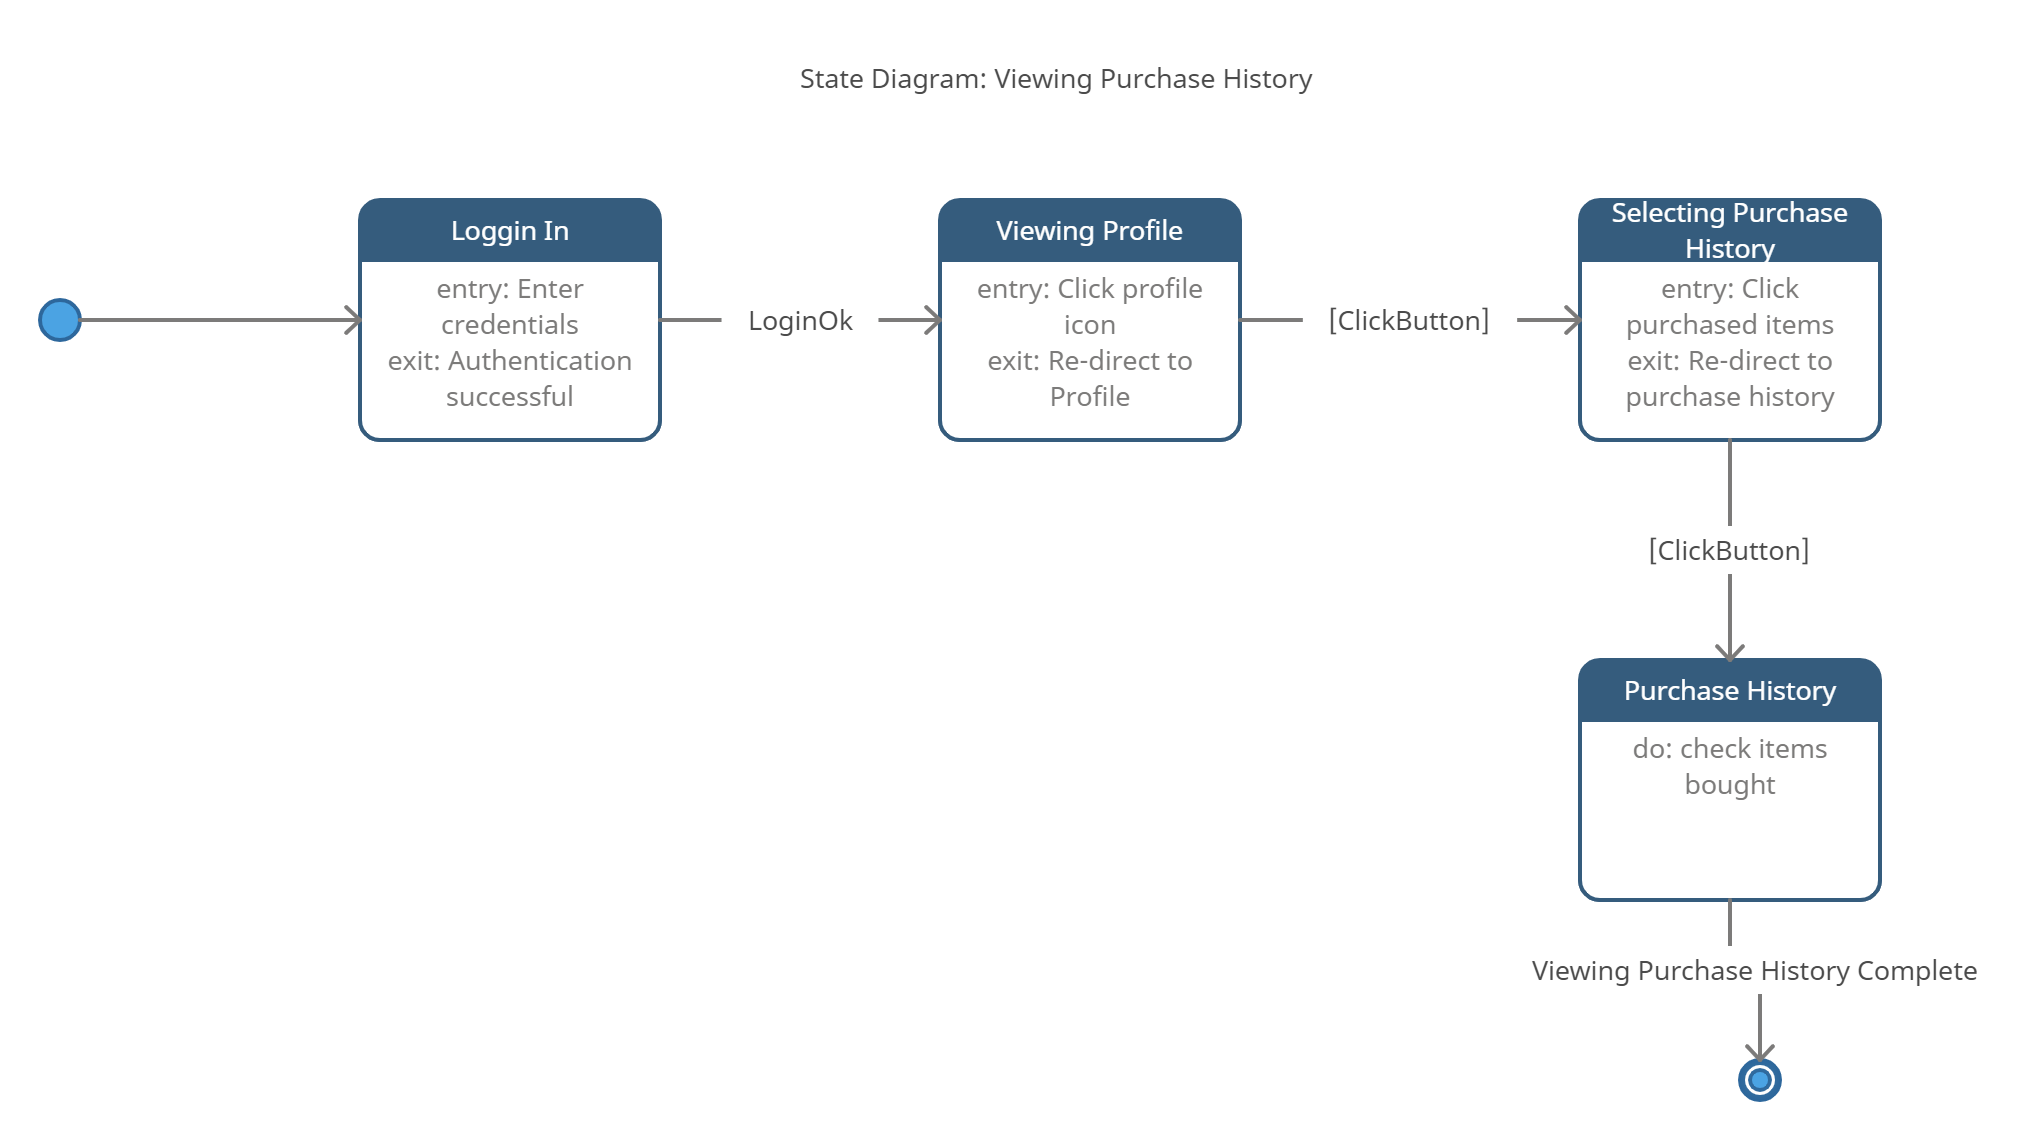 State Diagram: Viewing Purchase History
Loggin In
entry: Enter
credentials
exit: Authentication
successful
LoginOk
Viewing Profile
entry: Click profile
icon
exit: Re-direct to
Profile
[ClickButton]
Selecting Purchase
History
entry: Click
purchased items
exit: Re-direct to
purchase history
[ClickButton]
Purchase History
do: check items
bought
Viewing Purchase History Complete